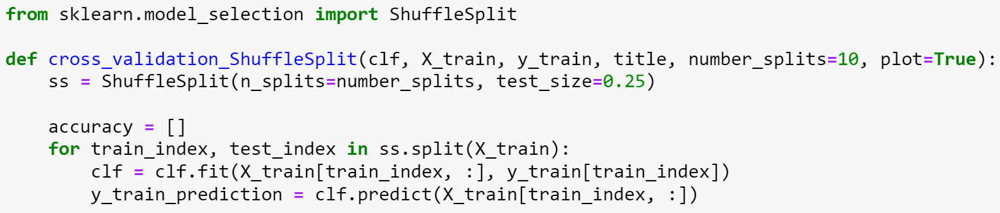 from sklearn.model_selection import ShuffleSplit
def cross_validation_ShuffleSplit(clf, X_train, y_train, title, number_splits=10, plot=True):
    ss = ShuffleSplit(n_splits=number_splits, test_size=0.25)
    accuracy = []
    for train_index, test_index in ss.split(X_train):
        clf = clf.fit(X_train[train_index, :], y_train[train_index])
        y_train_prediction = clf.predict(X_train[train_index, :])